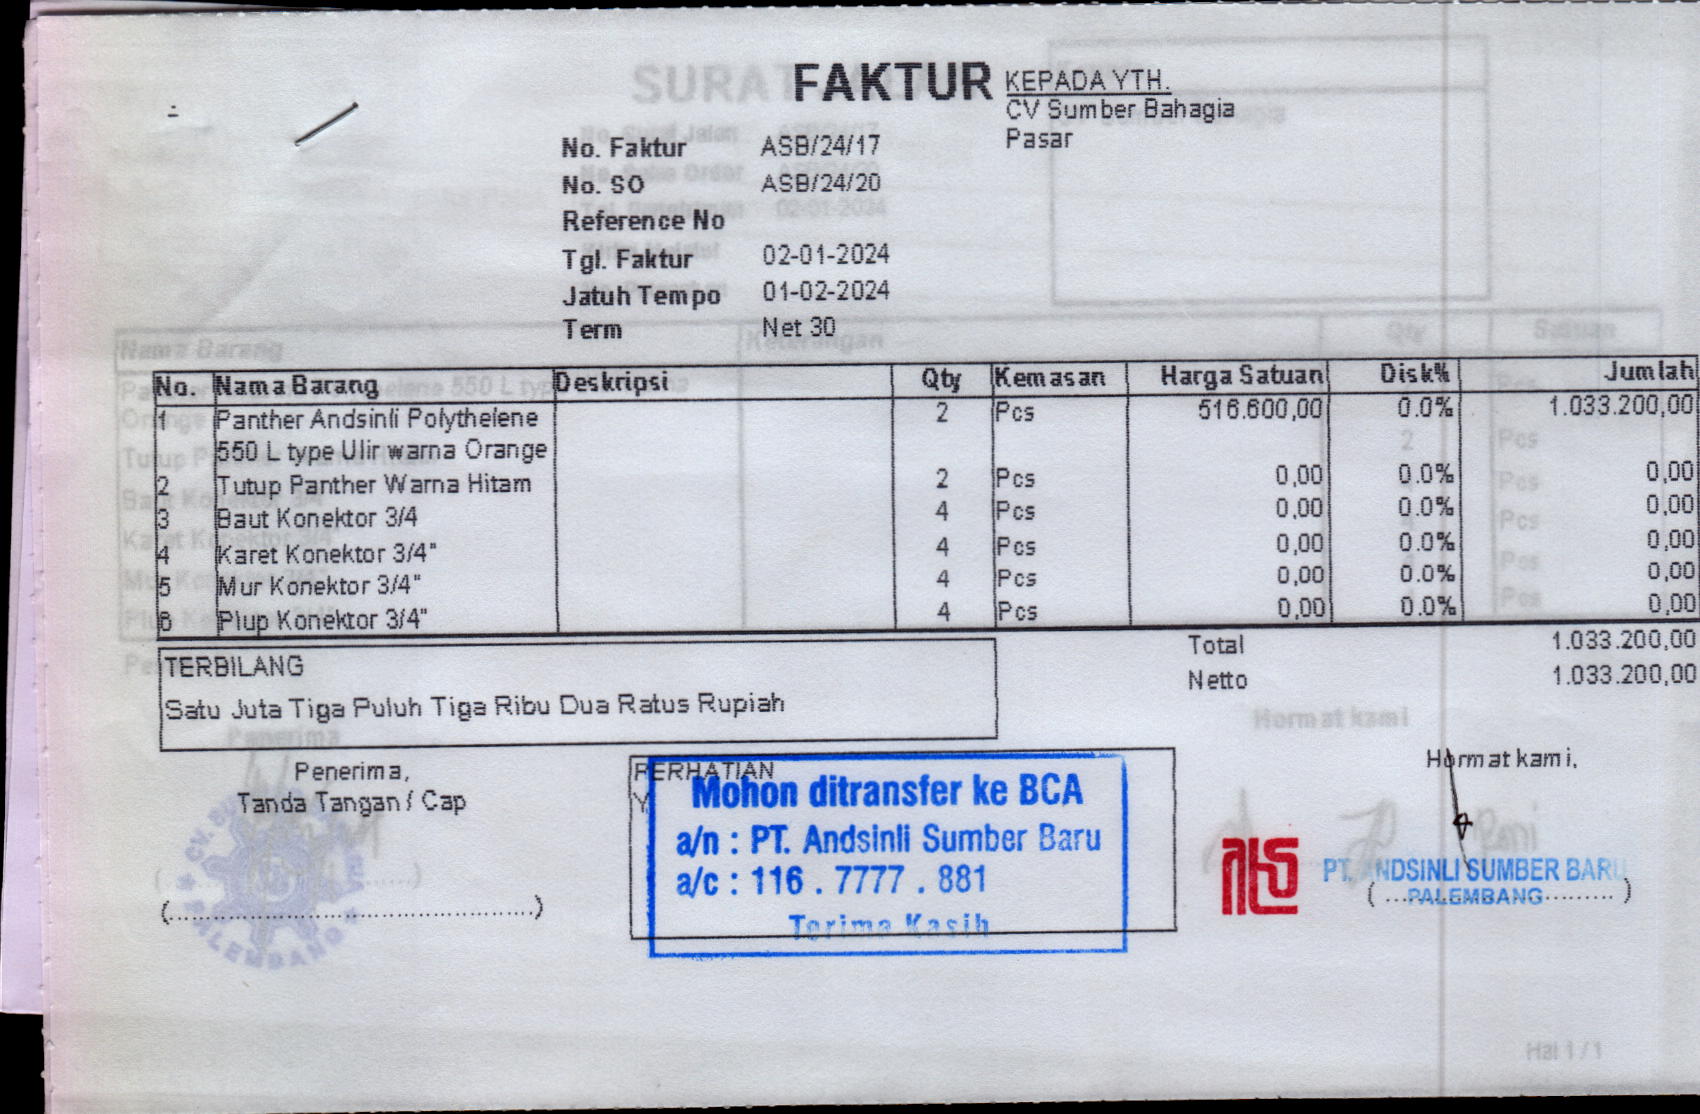 FAKTUR
KEPADA YTH.
CV Sumber Bahagia
Pasar
No. Faktur ASB/24/17
No. SO ASB/24/20
Reference No
Tgl. Faktur 02-01-2024
Jatuh Tempo 01-02-2024
Term Net 30
No. Nama Barang Deskripsi Qty Kemasan Harga Satuan Disk% Jumlah
1 Panther Andsinli Polythelene 2 Pcs 516.600,00 0.0% 1.033.200,00
550 L type Ulir warna Orange
2 Tutup Panther Warna Hitam 2 Pcs 0,00 0.0% 0,00
3 Baut Konektor 3/4 4 Pcs 0,00 0.0% 0,00
4 Karet Konektor 3/4" 4 Pcs 0,00 0.0% 0,00
5 Mur Konektor 3/4" 4 Pcs 0,00 0.0% 0,00
6 Plup Konektor 3/4" 4 Pcs 0,00 0.0% 0,00
Total 1.033.200,00
Netto 1.033.200,00
TERBILANG
Satu Juta Tiga Puluh Tiga Ribu Dua Ratus Rupiah
Penerima,
Tanda Tangan / Cap
PERHATIAN
Mohon ditransfer ke BCA
a/n : PT. Andsinli Sumber Baru
a/c : 116 . 7777 . 881
Terima Kasih
Hormat kami,
PT. ANDSINLI SUMBER BARU
PALEMBANG
Hal 1 / 1